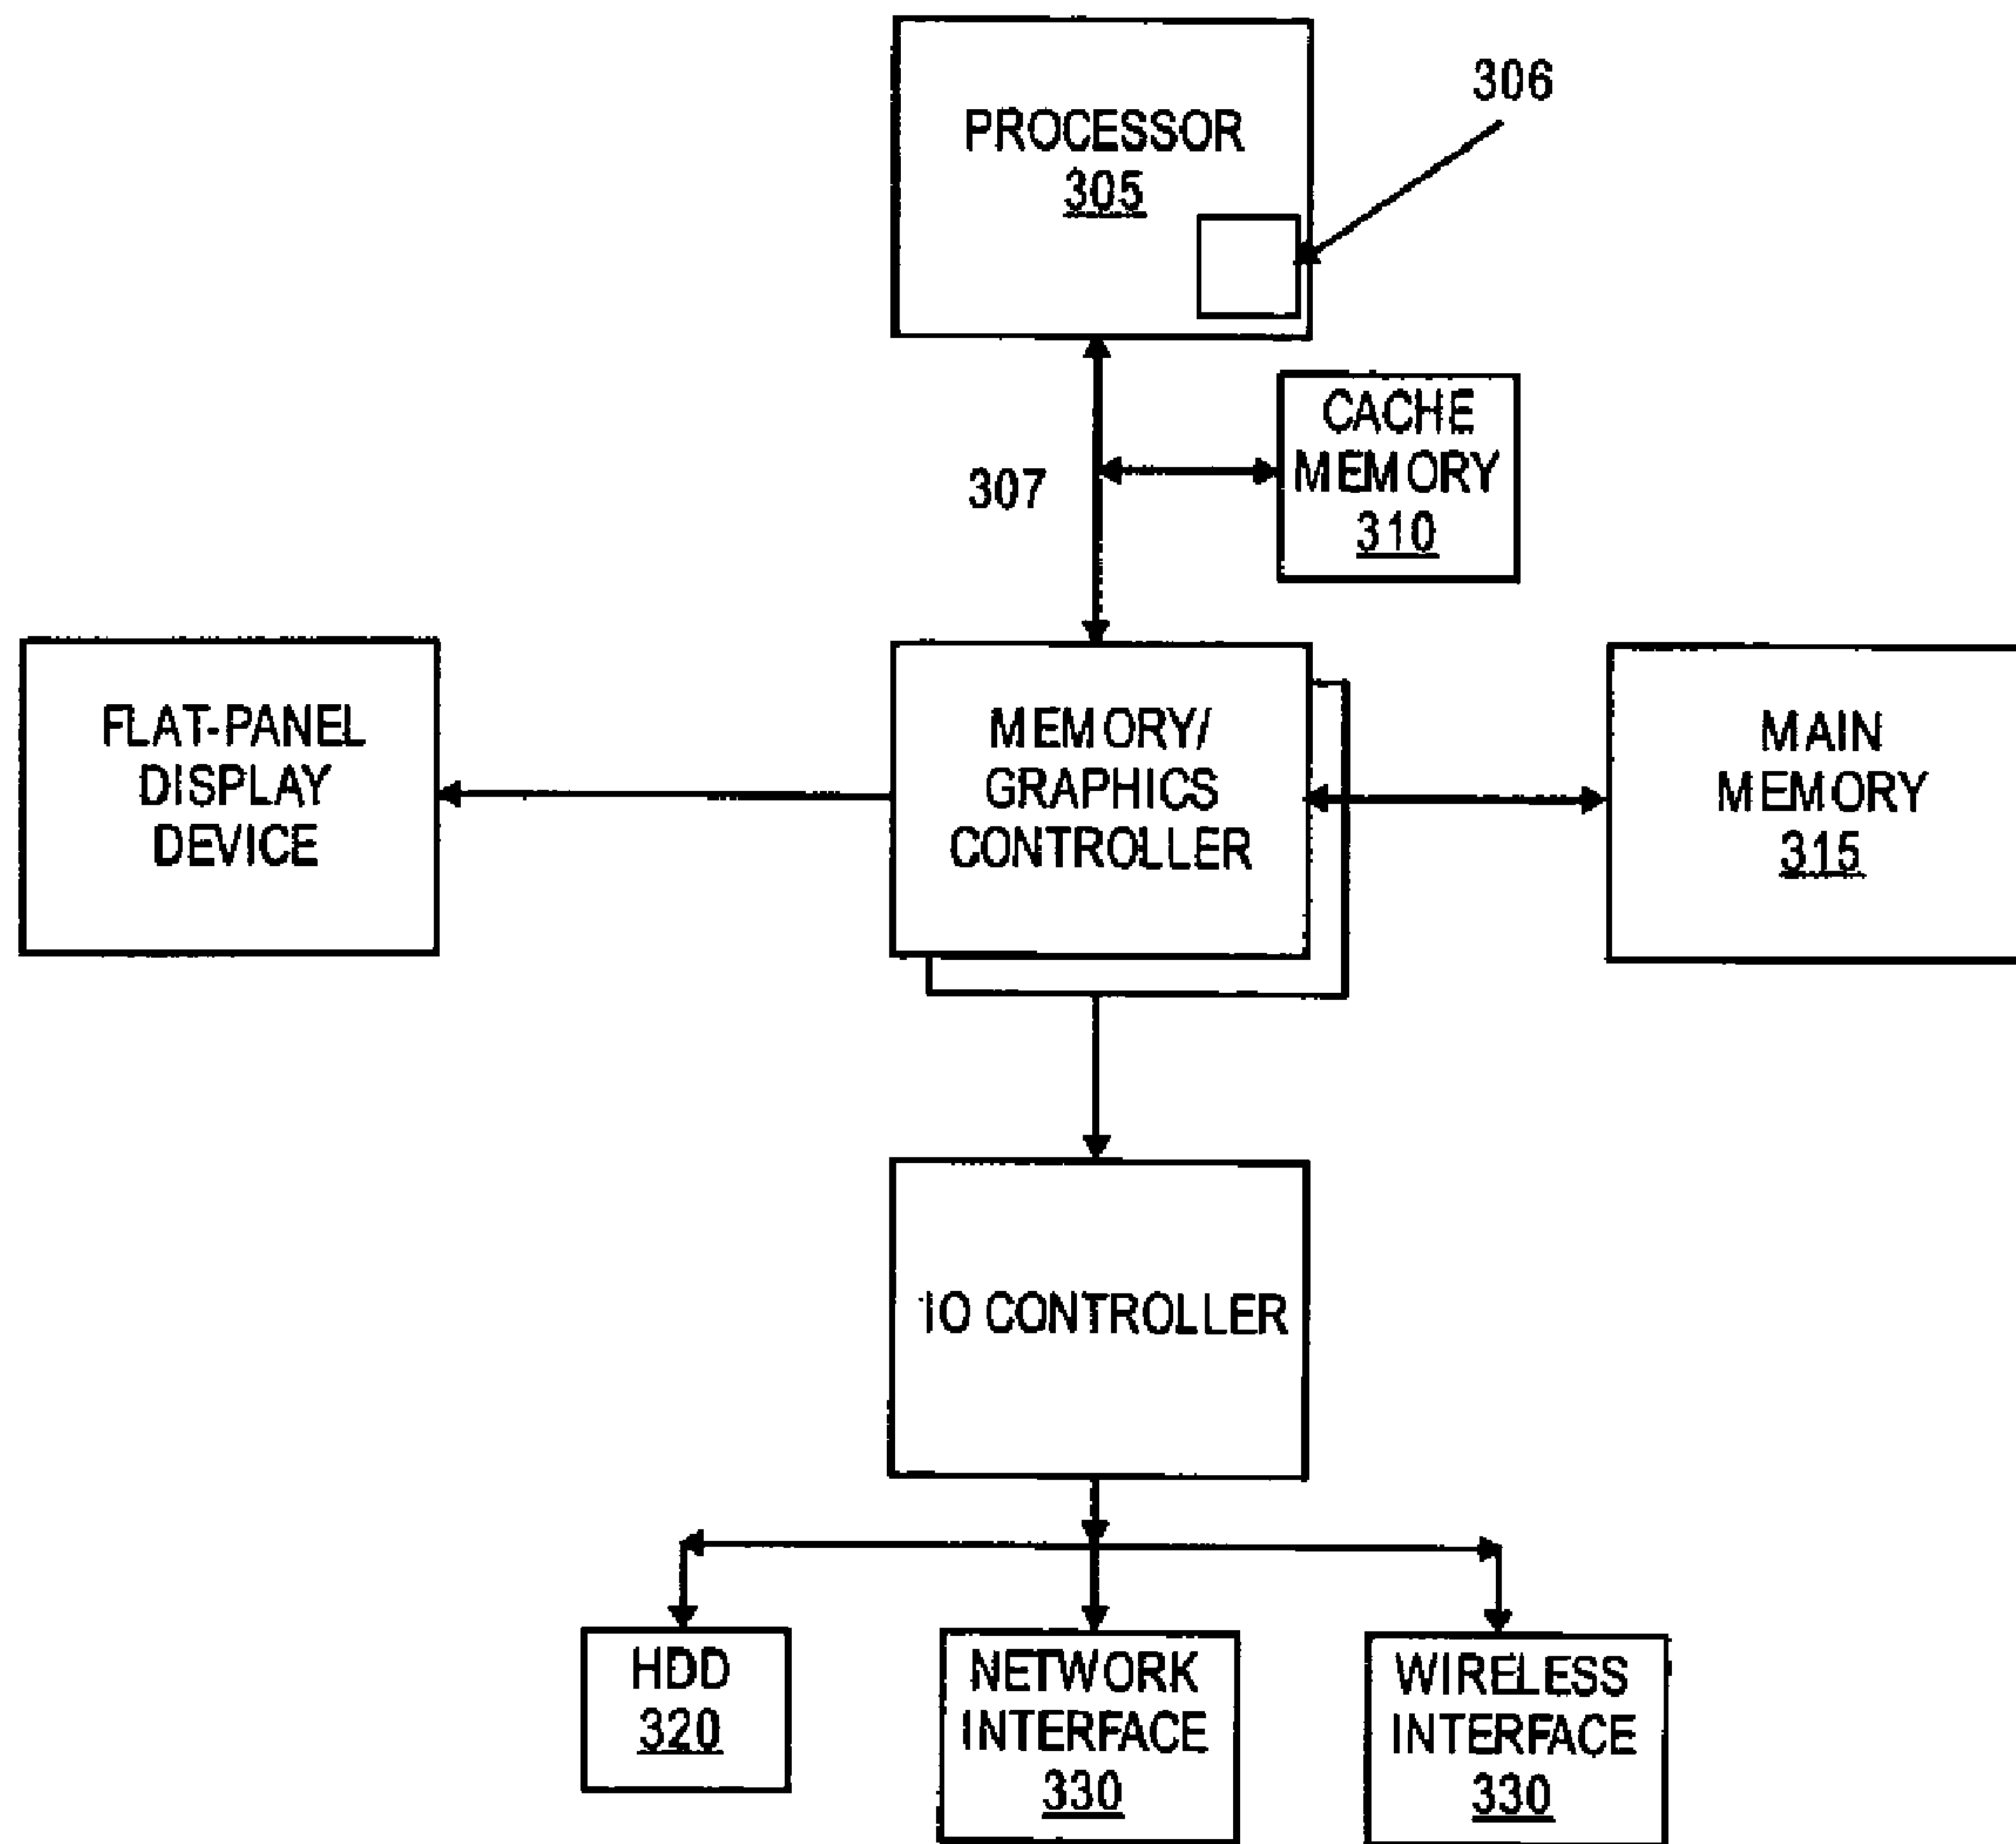 PROCESSOR
305
306
CACHE
MEMORY
310
307
FLAT-PANEL
DISPLAY
DEVICE
MEMORY/
GRAPHICS
CONTROLLER
MAIN
MEMORY
315
IO CONTROLLER
HDD
320
NETWORK
INTERFACE
330
WIRELESS
INTERFACE
330